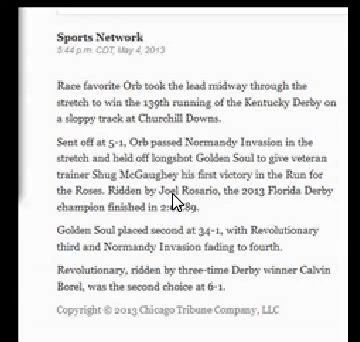 Sports Network
5:44 p.m. CDT, May 4, 2013
Race favorite Orb took the lead midway through the
stretch to win the 139th running of the Kentucky Derby on
a sloppy track at Churchill Downs.
Sent off at 5-1, Orb passed Normandy Invasion in the
stretch and held off longshot Golden Soul to give veteran
trainer Shug McGaughey his first victory in the Run for
the Roses. Ridden by Joel Rosario, the 2013 Florida Derby
champion finished in
Golden Soul placed second at 34-1, with Revolutionary
third and Normandy Invasion fading to fourth.
Revolutionary, ridden by three-time Derby winner Calvin
Borel, was the second choice at 6-1.
Copyright © 2013 Chicago Tribune Company, LLC